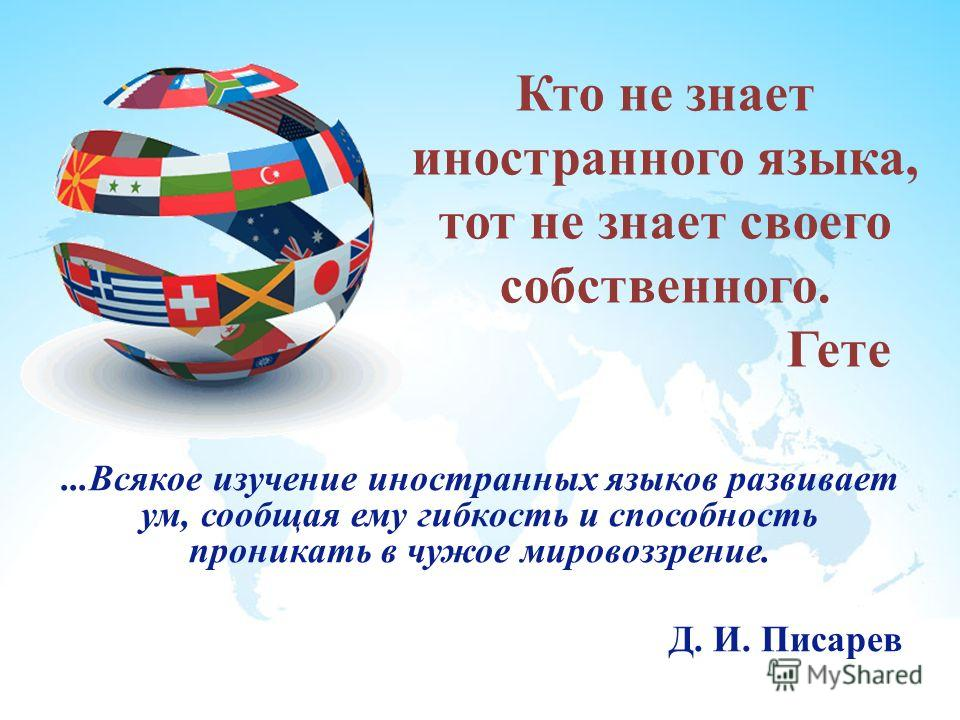 Кто не знает
иностранного языка,
тот не знает своего
собственного.
Гете
...Всякое изучение иностранных языков развивает
ум, сообщая ему гибкость и способность
проникать в чужое мировоззрение.
Д. И. Писарев
MyShared